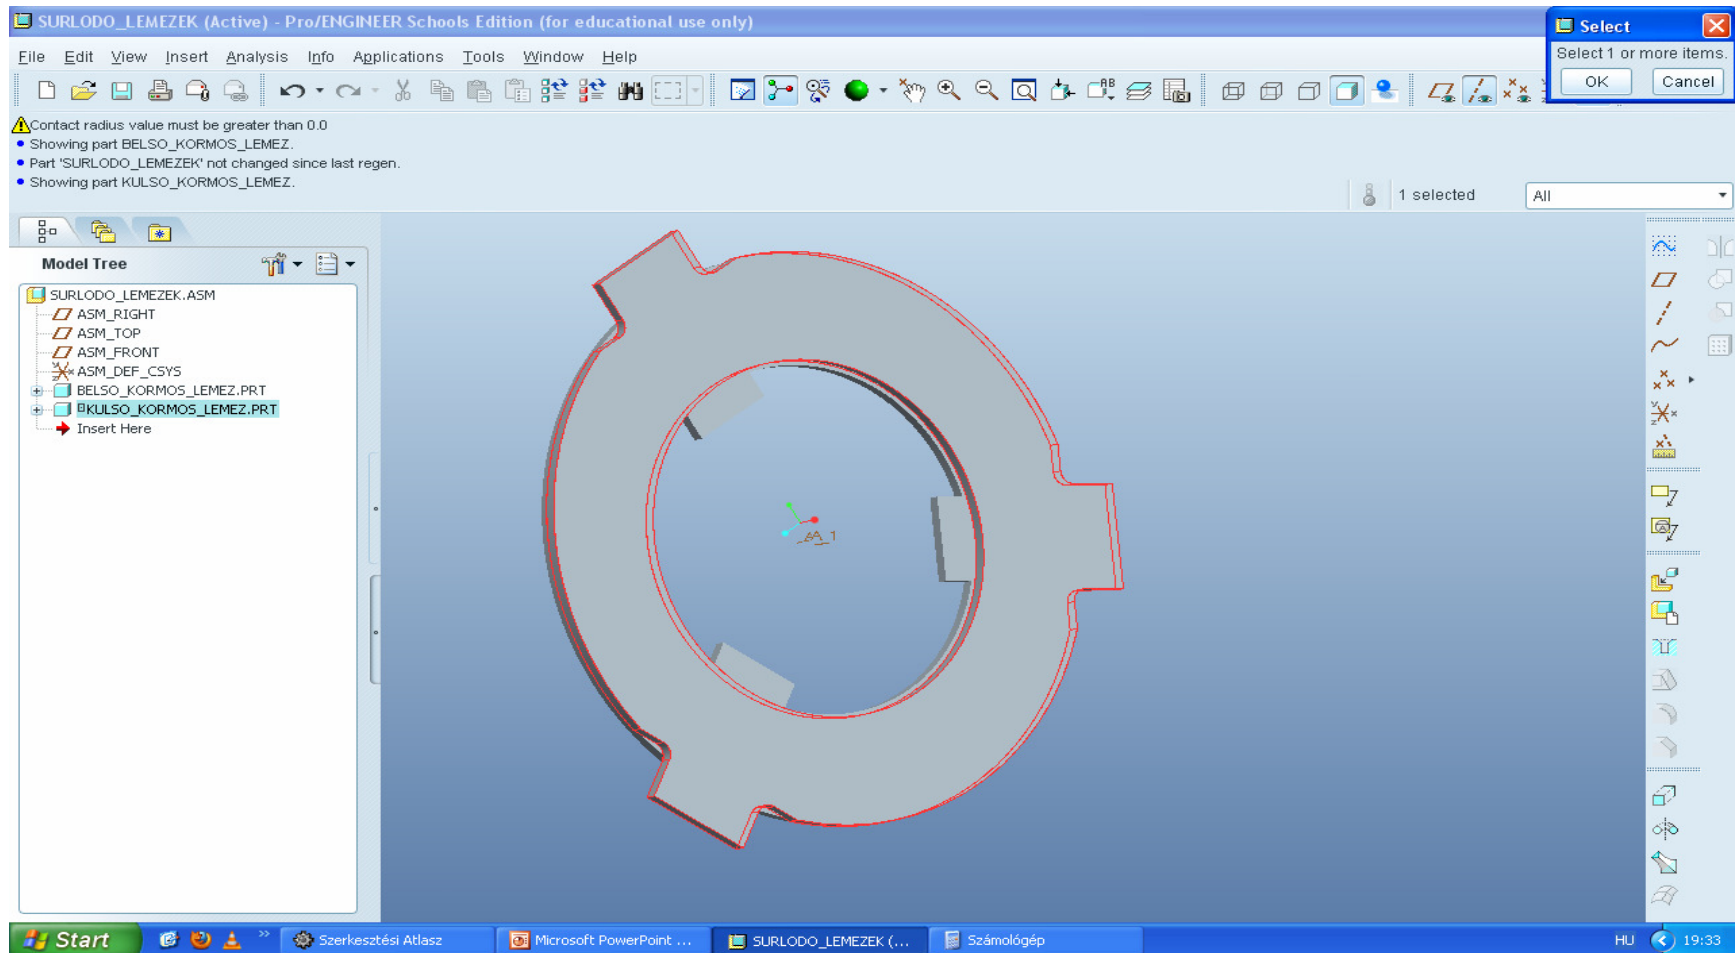 SURLODO_LEMEZEK (Active) - Pro/ENGINEER Schools Edition (for educational use only)
Select
File Edit View Insert Analysis Info Applications Tools Window Help
Select 1 or more items.
OK Cancel
Contact radius value must be greater than 0.0
Showing part BELSO_KORMOS_LEMEZ.
Part 'SURLODO_LEMEZEK' not changed since last regen.
Showing part KULSO_KORMOS_LEMEZ.
1 selected All
Model Tree
SURLODO_LEMEZEK.ASM
ASM_RIGHT
ASM_TOP
ASM_FRONT
ASM_DEF_CSYS
BELSO_KORMOS_LEMEZ.PRT
KULSO_KORMOS_LEMEZ.PRT
Insert Here
Start Szerkesztési Atlasz Microsoft PowerPoint ... SURLODO_LEMEZEK (... Számológép HU 19:33